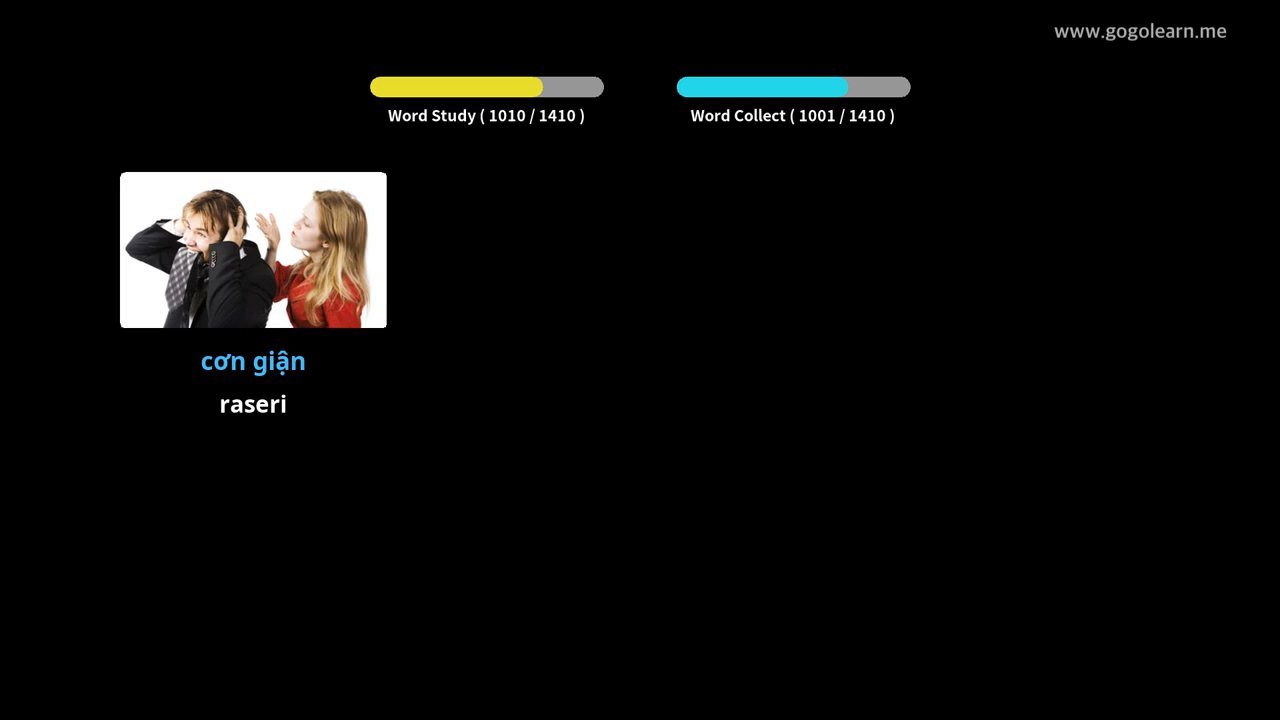 www.gogolearn.me
Word Study ( 1010 / 1410 )
Word Collect ( 1001 / 1410 )
cơn giận
raseri